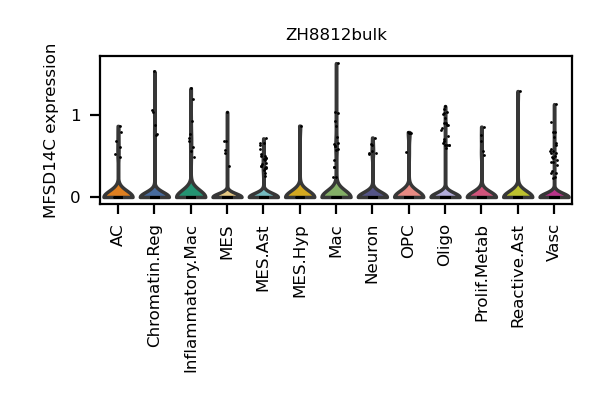 ZH8812bulk
MFSD14C expression
1
0
AC
Chromatin.Reg
Inflammatory.Mac
MES
MES.Ast
MES.Hyp
Mac
Neuron
OPC
Oligo
Prolif.Metab
Reactive.Ast
Vasc